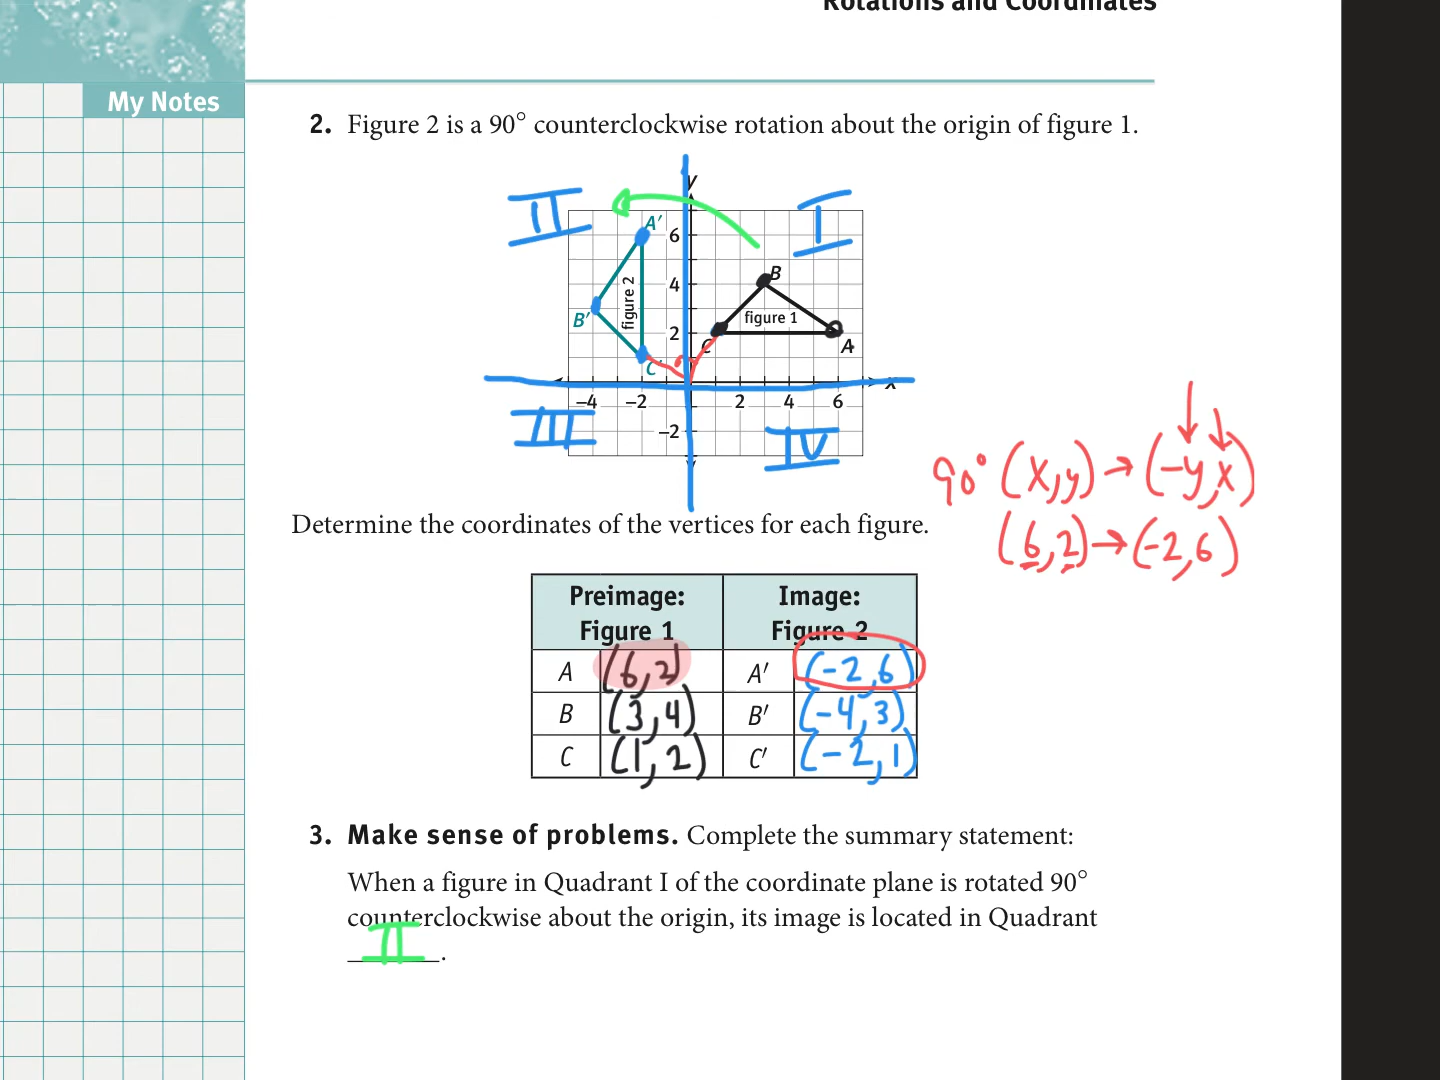 Rotations and Coordinates
My Notes
2. Figure 2 is a 90° counterclockwise rotation about the origin of figure 1.
y
II
I
A′
6
B
4
figure 2
figure 1
B′
2
C
A
C′
x
−4 −2 2 4 6
III
−2
IV
90° (x,y)→(-y,x)
Determine the coordinates of the vertices for each figure.
(6,2)→(-2,6)
Preimage: Figure 1 Image: Figure 2
A (6,2) A′ (-2,6)
B (3,4) B′ (-4,3)
C (1,2) C′ (-2,1)
3. Make sense of problems. Complete the summary statement:
When a figure in Quadrant I of the coordinate plane is rotated 90°
counterclockwise about the origin, its image is located in Quadrant
II.